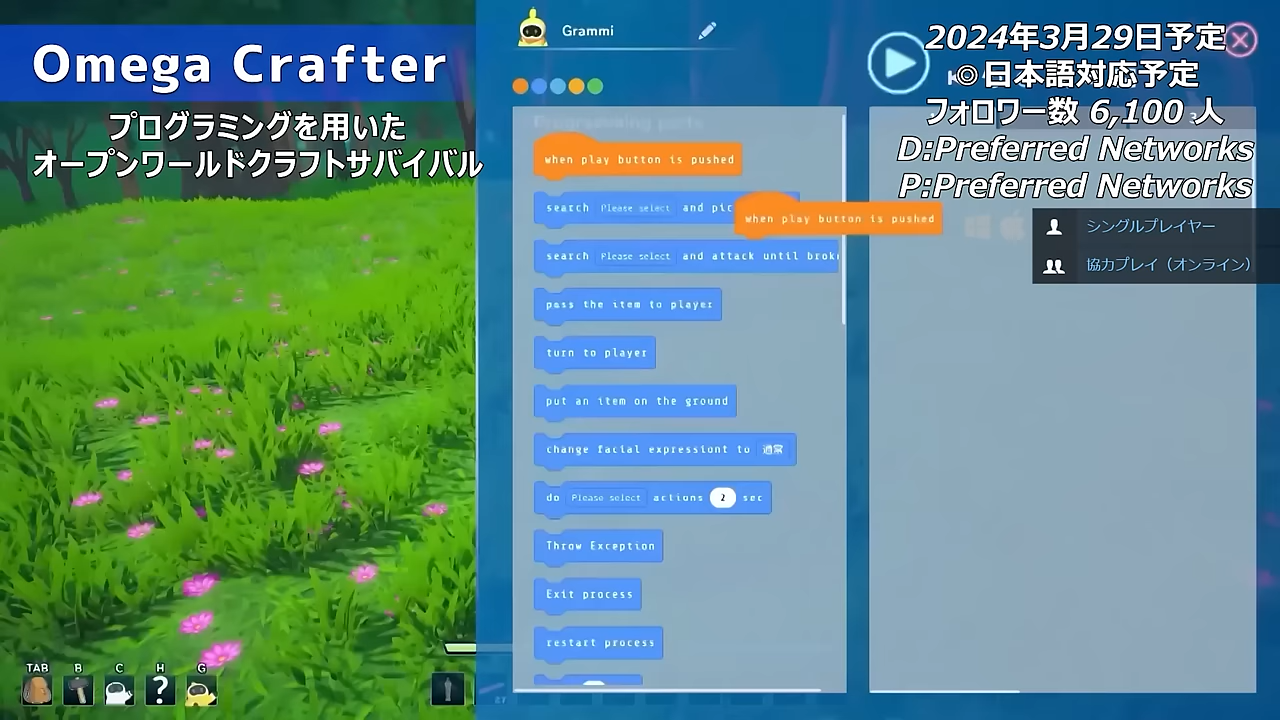 Omega Crafter
プログラミングを用いた
オープンワールドクラフトサバイバル
Grammi
2024年3月29日予定
◎日本語対応予定
フォロワー数 6,100 人
D:Preferred Networks
P:Preferred Networks
シングルプレイヤー
協力プレイ（オンライン）
Programming parts
when play button is pushed
search Please select and pic
when play button is pushed
search Please select and attack until brok
pass the item to player
turn to player
put an item on the ground
change facial expressiont to 通常
do Please select actions 2 sec
Throw Exception
Exit process
restart process
TAB B C H G
?